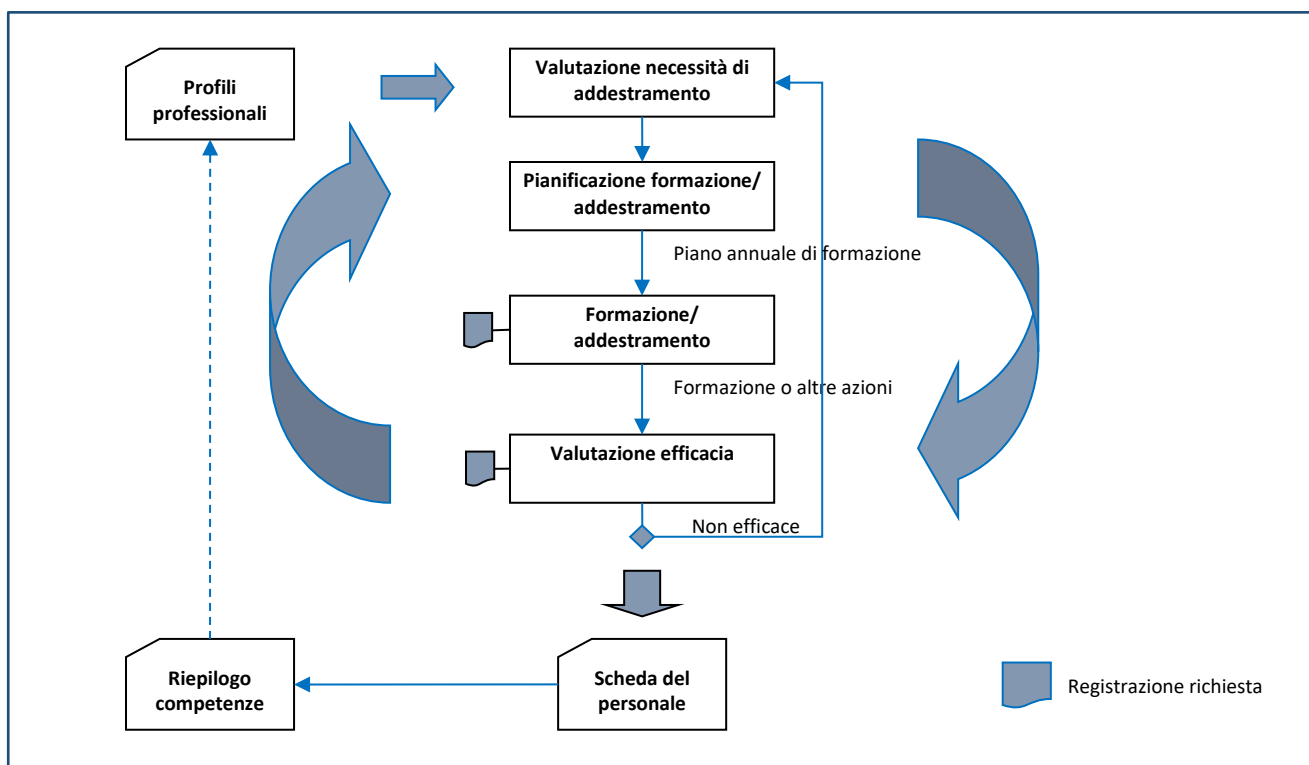 Profili
professionali
Valutazione necessità di
addestramento
Pianificazione formazione/
addestramento
Piano annuale di formazione
Formazione/
addestramento
Formazione o altre azioni
Valutazione efficacia
Non efficace
Riepilogo
competenze
Scheda del
personale
Registrazione richiesta